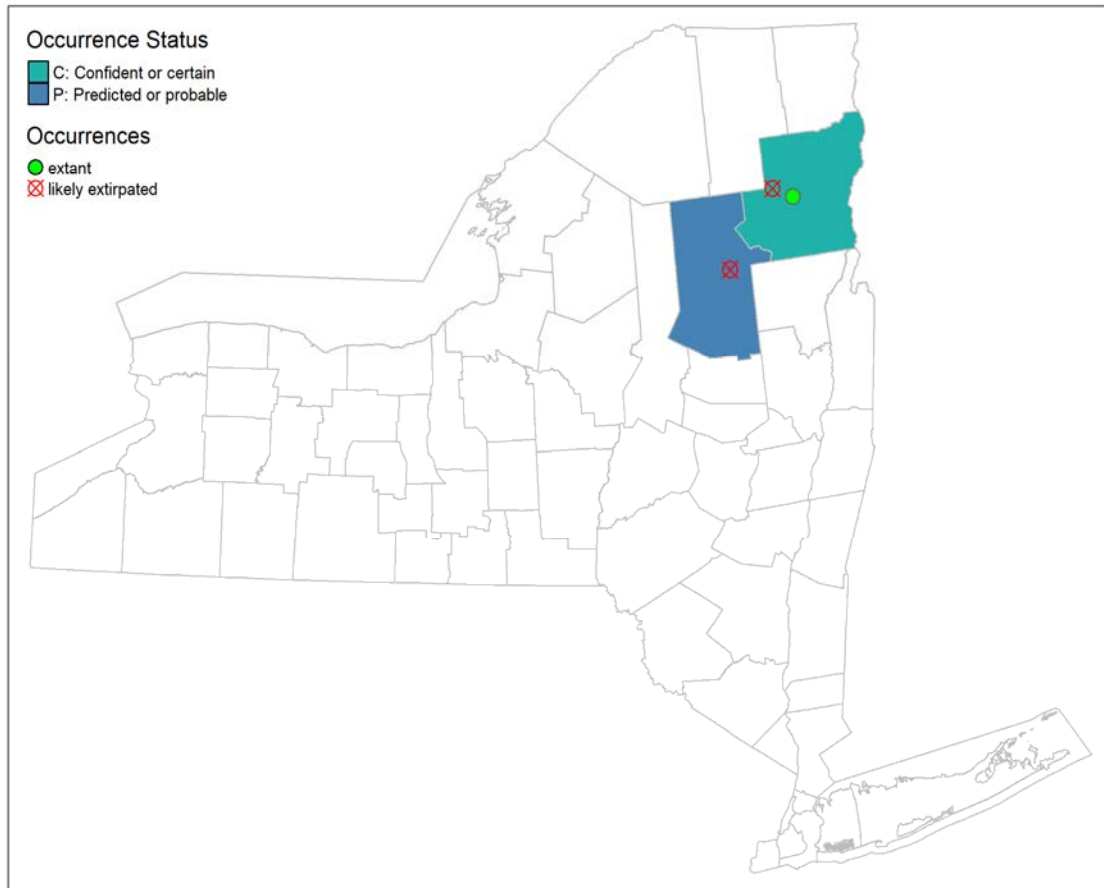 Occurrence Status
C: Confident or certain
P: Predicted or probable
Occurrences
extant
likely extirpated